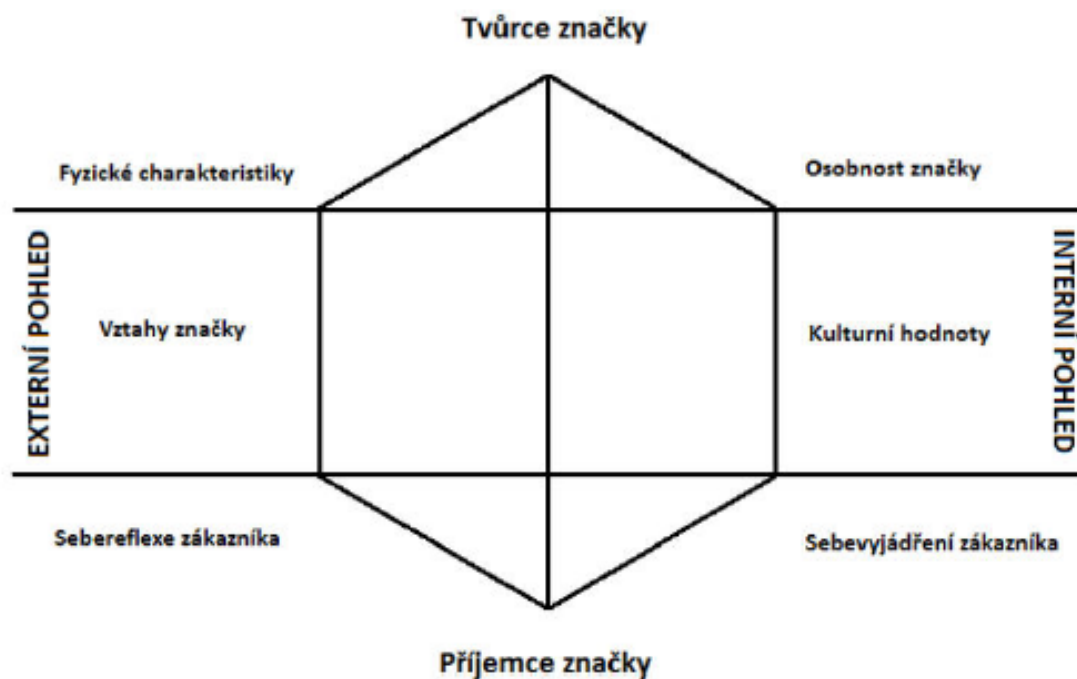 Tvůrce značky
Fyzické charakteristiky
Osobnost značky
EXTERNÍ POHLED
Vztahy značky
Kulturní hodnoty
INTERNÍ POHLED
Sebereflexe zákazníka
Sebevyjádření zákazníka
Příjemce značky